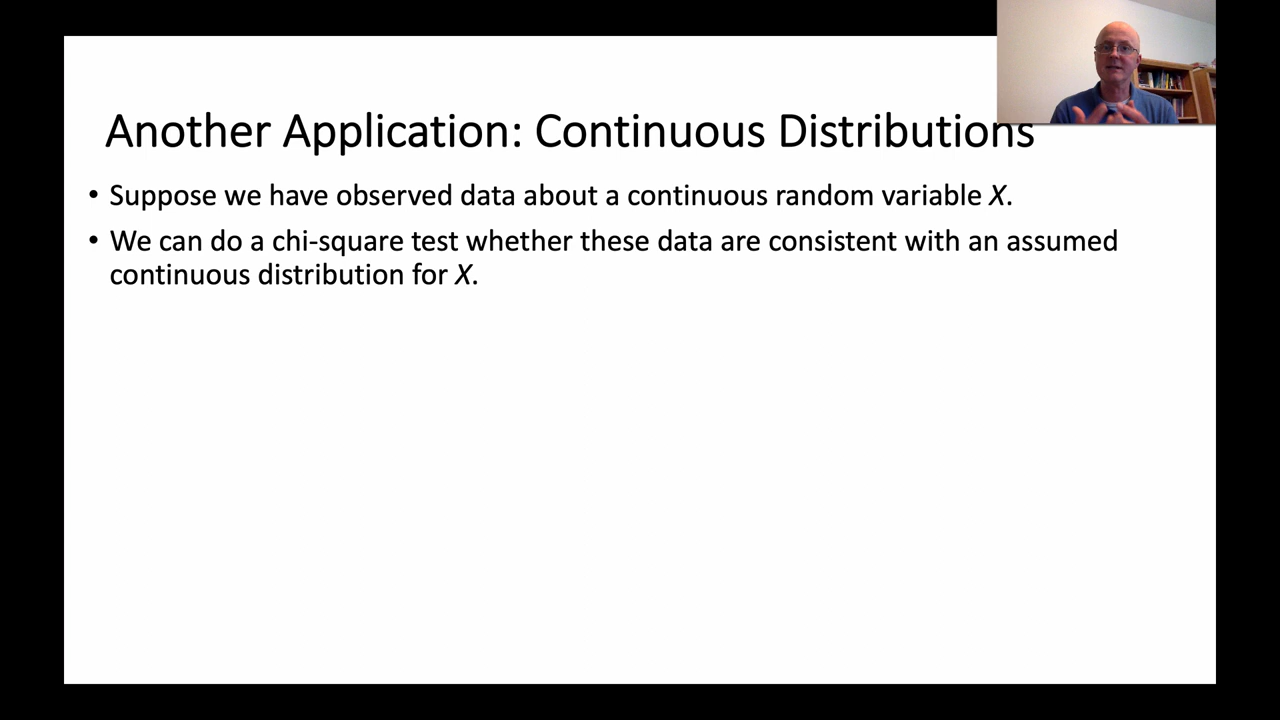 Another Application: Continuous Distributions
• Suppose we have observed data about a continuous random variable X.
• We can do a chi-square test whether these data are consistent with an assumed
continuous distribution for X.